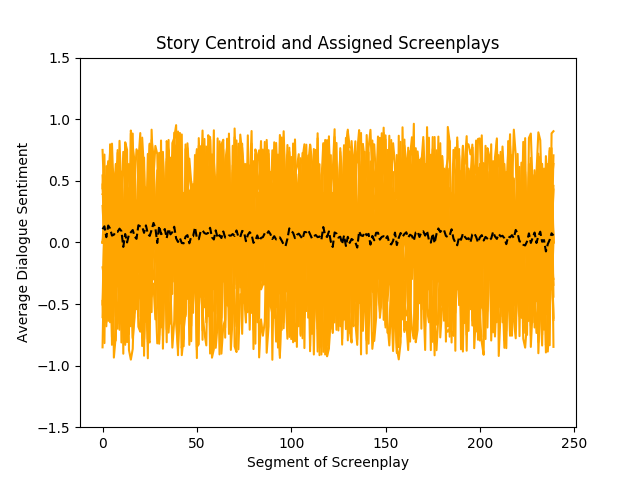 Story Centroid and Assigned Screenplays
1.5
1.0
0.5
0.0
−0.5
−1.0
−1.5
Average Dialogue Sentiment
0 50 100 150 200 250
Segment of Screenplay